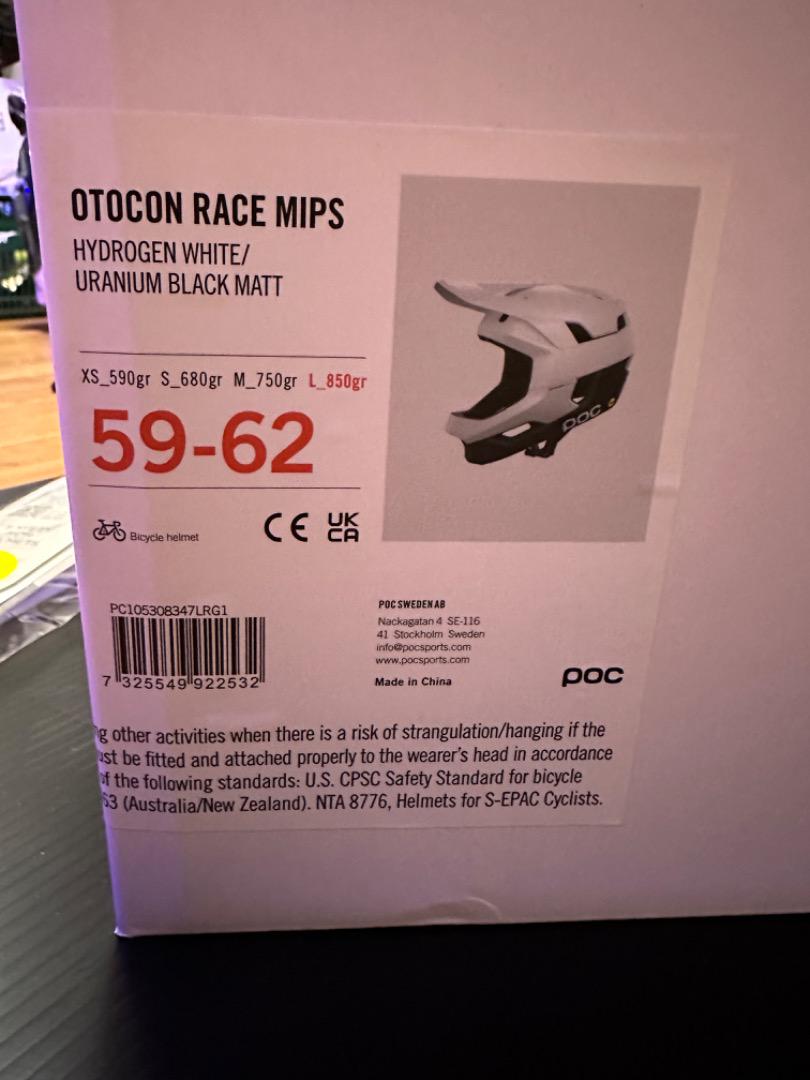 OTOCON RACE MIPS
HYDROGEN WHITE/
URANIUM BLACK MATT
XS_590gr S_680gr M_750gr L_850gr
59-62
Bicycle helmet
CE UK
CA
poc
PC105308347LRG1
7 325549 922532
POC SWEDEN AB
Nackagatan 4 SE-116
41 Stockholm Sweden
info@pocsports.com
www.pocsports.com
Made in China
poc
g other activities when there is a risk of strangulation/hanging if the
ust be fitted and attached properly to the wearer's head in accordance
of the following standards: U.S. CPSC Safety Standard for bicycle
63 (Australia/New Zealand). NTA 8776, Helmets for S-EPAC Cyclists.